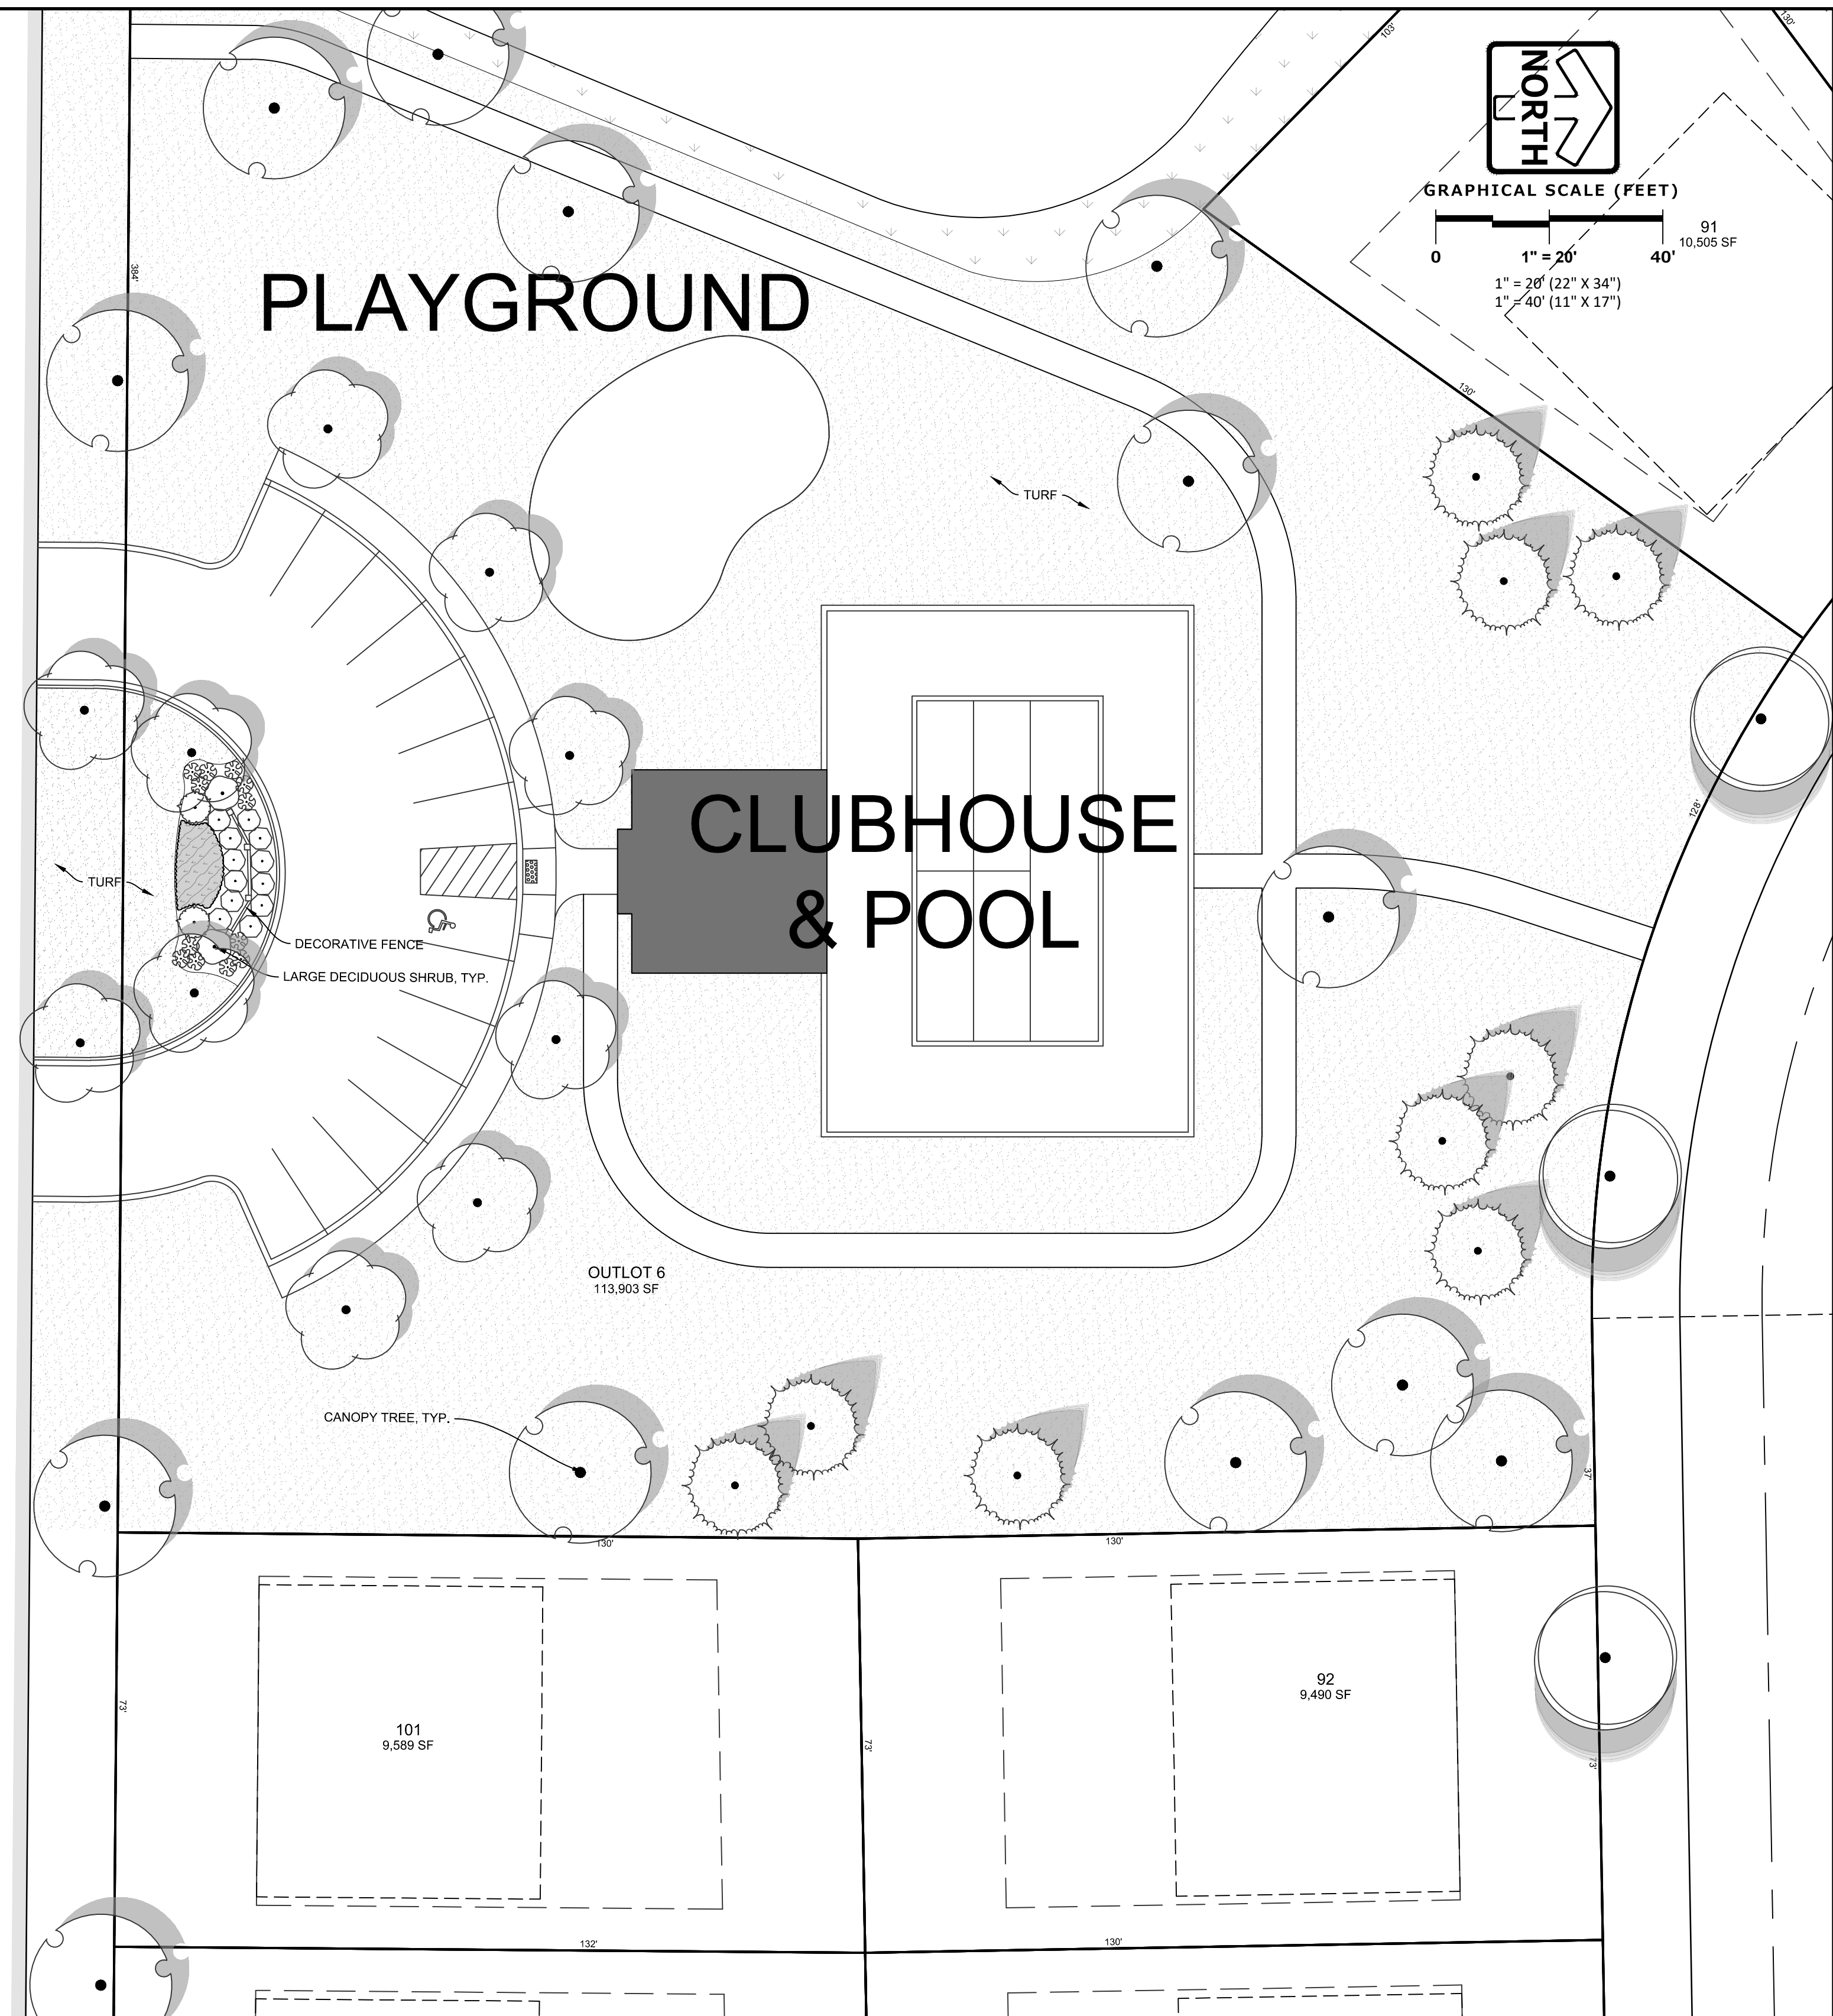 130'
103'
NORTH
GRAPHICAL SCALE (FEET)
0
1" = 20'
40'
1" = 20' (22" X 34")
1" = 40' (11" X 17")
91
10,505 SF
384'
PLAYGROUND
130'
TURF
128'
CLUBHOUSE
& POOL
TURF
DECORATIVE FENCE
LARGE DECIDUOUS SHRUB, TYP.
OUTLOT 6
113,903 SF
CANOPY TREE, TYP.
37'
130'
130'
92
9,490 SF
73'
101
9,589 SF
73'
73'
132'
130'